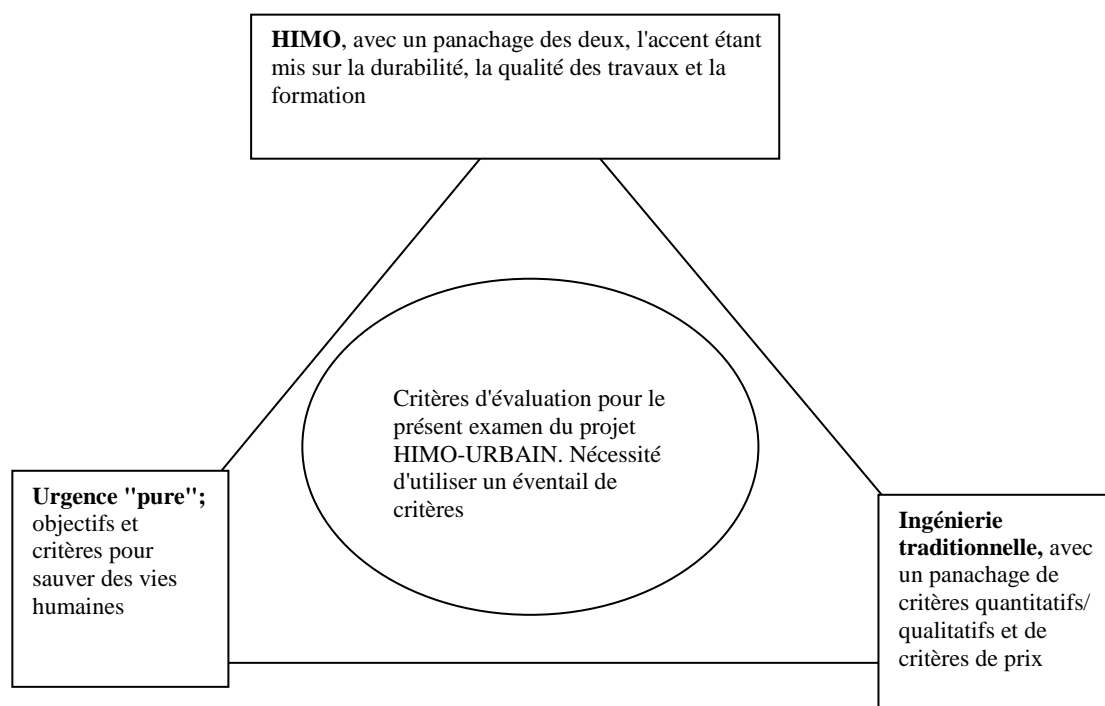 HIMO, avec un panachage des deux, l'accent étant
mis sur la durabilité, la qualité des travaux et la
formation
Critères d'évaluation pour le
présent examen du projet
HIMO-URBAIN. Nécessité
d'utiliser un éventail de
critères
Urgence "pure";
objectifs et
critères pour
sauver des vies
humaines
Ingénierie
traditionnelle, avec
un panachage de
critères quantitatifs/
qualitatifs et de
critères de prix